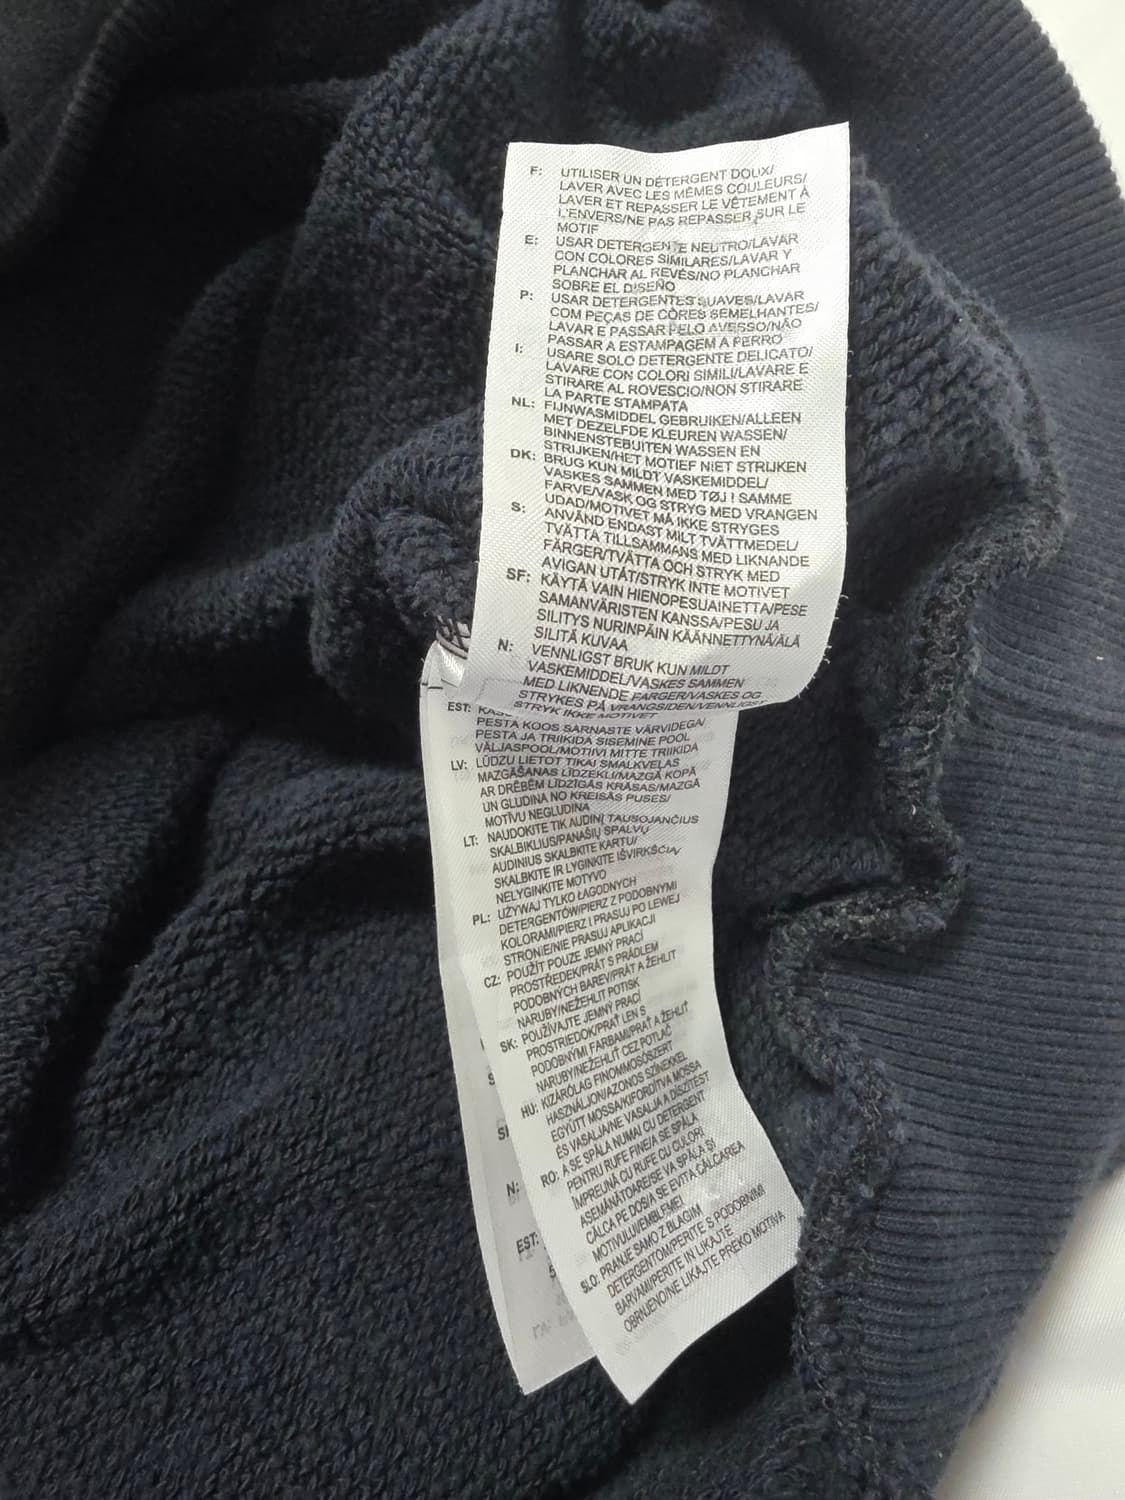 F: UTILISER UN DÉTERGENT DOUX/
LAVER AVEC LES MÊMES COULEURS/
LAVER ET REPASSER LE VÊTEMENT À
L'ENVERS/NE PAS REPASSER SUR LE
MOTIF
E: USAR DETERGENTE NEUTRO/LAVAR
CON COLORES SIMILARES/LAVAR Y
PLANCHAR AL REVÉS/NO PLANCHAR
SOBRE EL DISEÑO
P: USAR DETERGENTES SUAVES/LAVAR
COM PEÇAS DE CORES SEMELHANTES/
LAVAR E PASSAR PELO AVESSO/NÃO
PASSAR A ESTAMPAGEM A FERRO
I: USARE SOLO DETERGENTE DELICATO/
LAVARE CON COLORI SIMILI/LAVARE E
STIRARE AL ROVESCIO/NON STIRARE
LA PARTE STAMPATA
NL: FIJNWASMIDDEL GEBRUIKEN/ALLEEN
MET DEZELFDE KLEUREN WASSEN/
BINNENSTEBUITEN WASSEN EN
STRIJKEN/HET MOTIEF NIET STRIJKEN
DK: BRUG KUN MILDT VASKEMIDDEL/
VASKES SAMMEN MED TØJ I SAMME
FARVE/VASK OG STRYG MED VRANGEN
UDAD/MOTIVET MÅ IKKE STRYGES
S: ANVÄND ENDAST MILT TVÄTTMEDEL/
TVÄTTA TILLSAMMANS MED LIKNANDE
FÄRGER/TVÄTTA OCH STRYK MED
AVIGAN UTÅT/STRYK INTE MOTIVET
SF: KÄYTÄ VAIN HIENOPESUAINETTA/PESE
SAMANVÄRISTEN KANSSA/PESU JA
SILITYS NURINPÄIN KÄÄNNETTYNÄ/ÄLÄ
SILITÄ KUVAA
N: VENNLIGST BRUK KUN MILDT
VASKEMIDDEL/VASKES SAMMEN
MED LIKNENDE FARGER/VASKES OG
STRYKES PÅ VRANGSIDEN/VENNLIGST
STRYK IKKE MOTIVET
EST:
PESTA KOOS SARNASTE VÄRVIDEGA/
PESTA JA TRIIKIDA SISEMINE POOL
VÄLJASPOOL/MOTIIVI MITTE TRIIKIDA
LV: LŪDZU LIETOT TIKAI SMALKVEĻAS
MAZGĀŠANAS LĪDZEKLI/MAZGĀ KOPĀ
AR DRĒBĒM LĪDZĪGĀS KRĀSĀS/MAZGĀ
UN GLUDINA NO KREISĀS PUSES/
MOTĪVU NEGLUDINA
LT: NAUDOKITE TIK AUDINĮ TAUSOJANČIUS
SKALBIKLIUS/PANAŠIŲ SPALVŲ
AUDINIUS SKALBKITE KARTU/
SKALBKITE IR LYGINKITE IŠVIRKŠČIĄ/
NELYGINKITE MOTYVO
PL: UŻYWAJ TYLKO ŁAGODNYCH
DETERGENTÓW/PIERZ Z PODOBNYMI
KOLORAMI/PIERZ I PRASUJ PO LEWEJ
STRONIE/NIE PRASUJ APLIKACJI
CZ: POUŽÍT POUZE JEMNÝ PRACÍ
PROSTŘEDEK/PRÁT S PRÁDLEM
PODOBNÝCH BAREV/PRÁT A ŽEHLIT
NARUBY/NEŽEHLIT POTISK
SK: POUŽÍVAJTE JEMNÝ PRACÍ
PROSTRIEDOK/PRAŤ LEN S
PODOBNÝMI FARBAMI/PRAŤ A ŽEHLIŤ
NARUBY/NEŽEHLIŤ CEZ POTLAČ
HU: KIZÁRÓLAG FINOMMOSÓSZERT
HASZNÁLJON/AZONOS SZÍNEKKEL
EGYÜTT MOSSA/KIFORDÍTVA MOSSA
ÉS VASALJA/NE VASALJA A DÍSZÍTÉST
RO: A SE SPĂLA NUMAI CU DETERGENT
PENTRU RUFE FINE/A SE SPĂLA
ÎMPREUNĂ CU RUFE CU CULORI
ASEMĂNĂTOARE/SE VA SPĂLA ȘI
CĂLCA PE DOS/A SE EVITA CĂLCAREA
MOTIVULUI/EMBLEMEI
SLO: PRANJE SAMO Z BLAGIM
DETERGENTOM/PERITE S PODOBNIMI
BARVAMI/PERITE IN LIKAJTE
OBRNJENO/NE LIKAJTE PREKO MOTIVA
N:
EST: